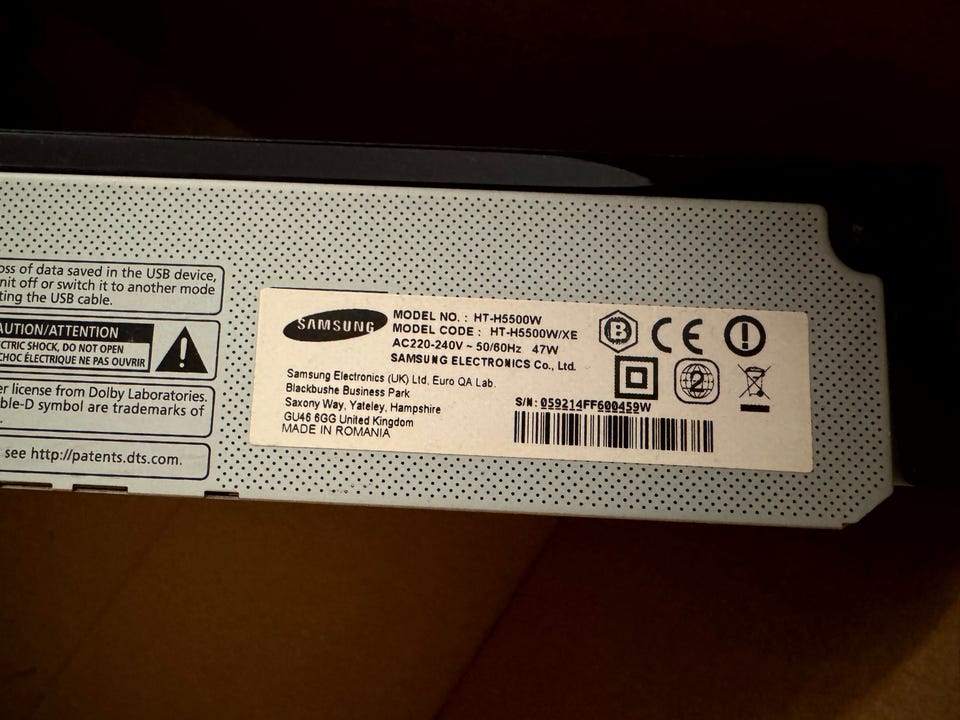 oss of data saved in the USB device,
nit off or switch it to another mode
ting the USB cable.
AUTION/ATTENTION
CTRIC SHOCK, DO NOT OPEN
CHOC ÉLECTRIQUE NE PAS OUVRIR
er license from Dolby Laboratories.
ble-D symbol are trademarks of
see http://patents.dts.com.
SAMSUNG
MODEL NO. : HT-H5500W
MODEL CODE : HT-H5500W/XE
AC220-240V ~ 50/60Hz 47W
SAMSUNG ELECTRONICS Co., Ltd.
Samsung Electronics (UK) Ltd, Euro QA Lab.
Blackbushe Business Park
Saxony Way, Yateley, Hampshire
GU46 6GG United Kingdom
MADE IN ROMANIA
B CE
2
S/N: 059214FF600459W